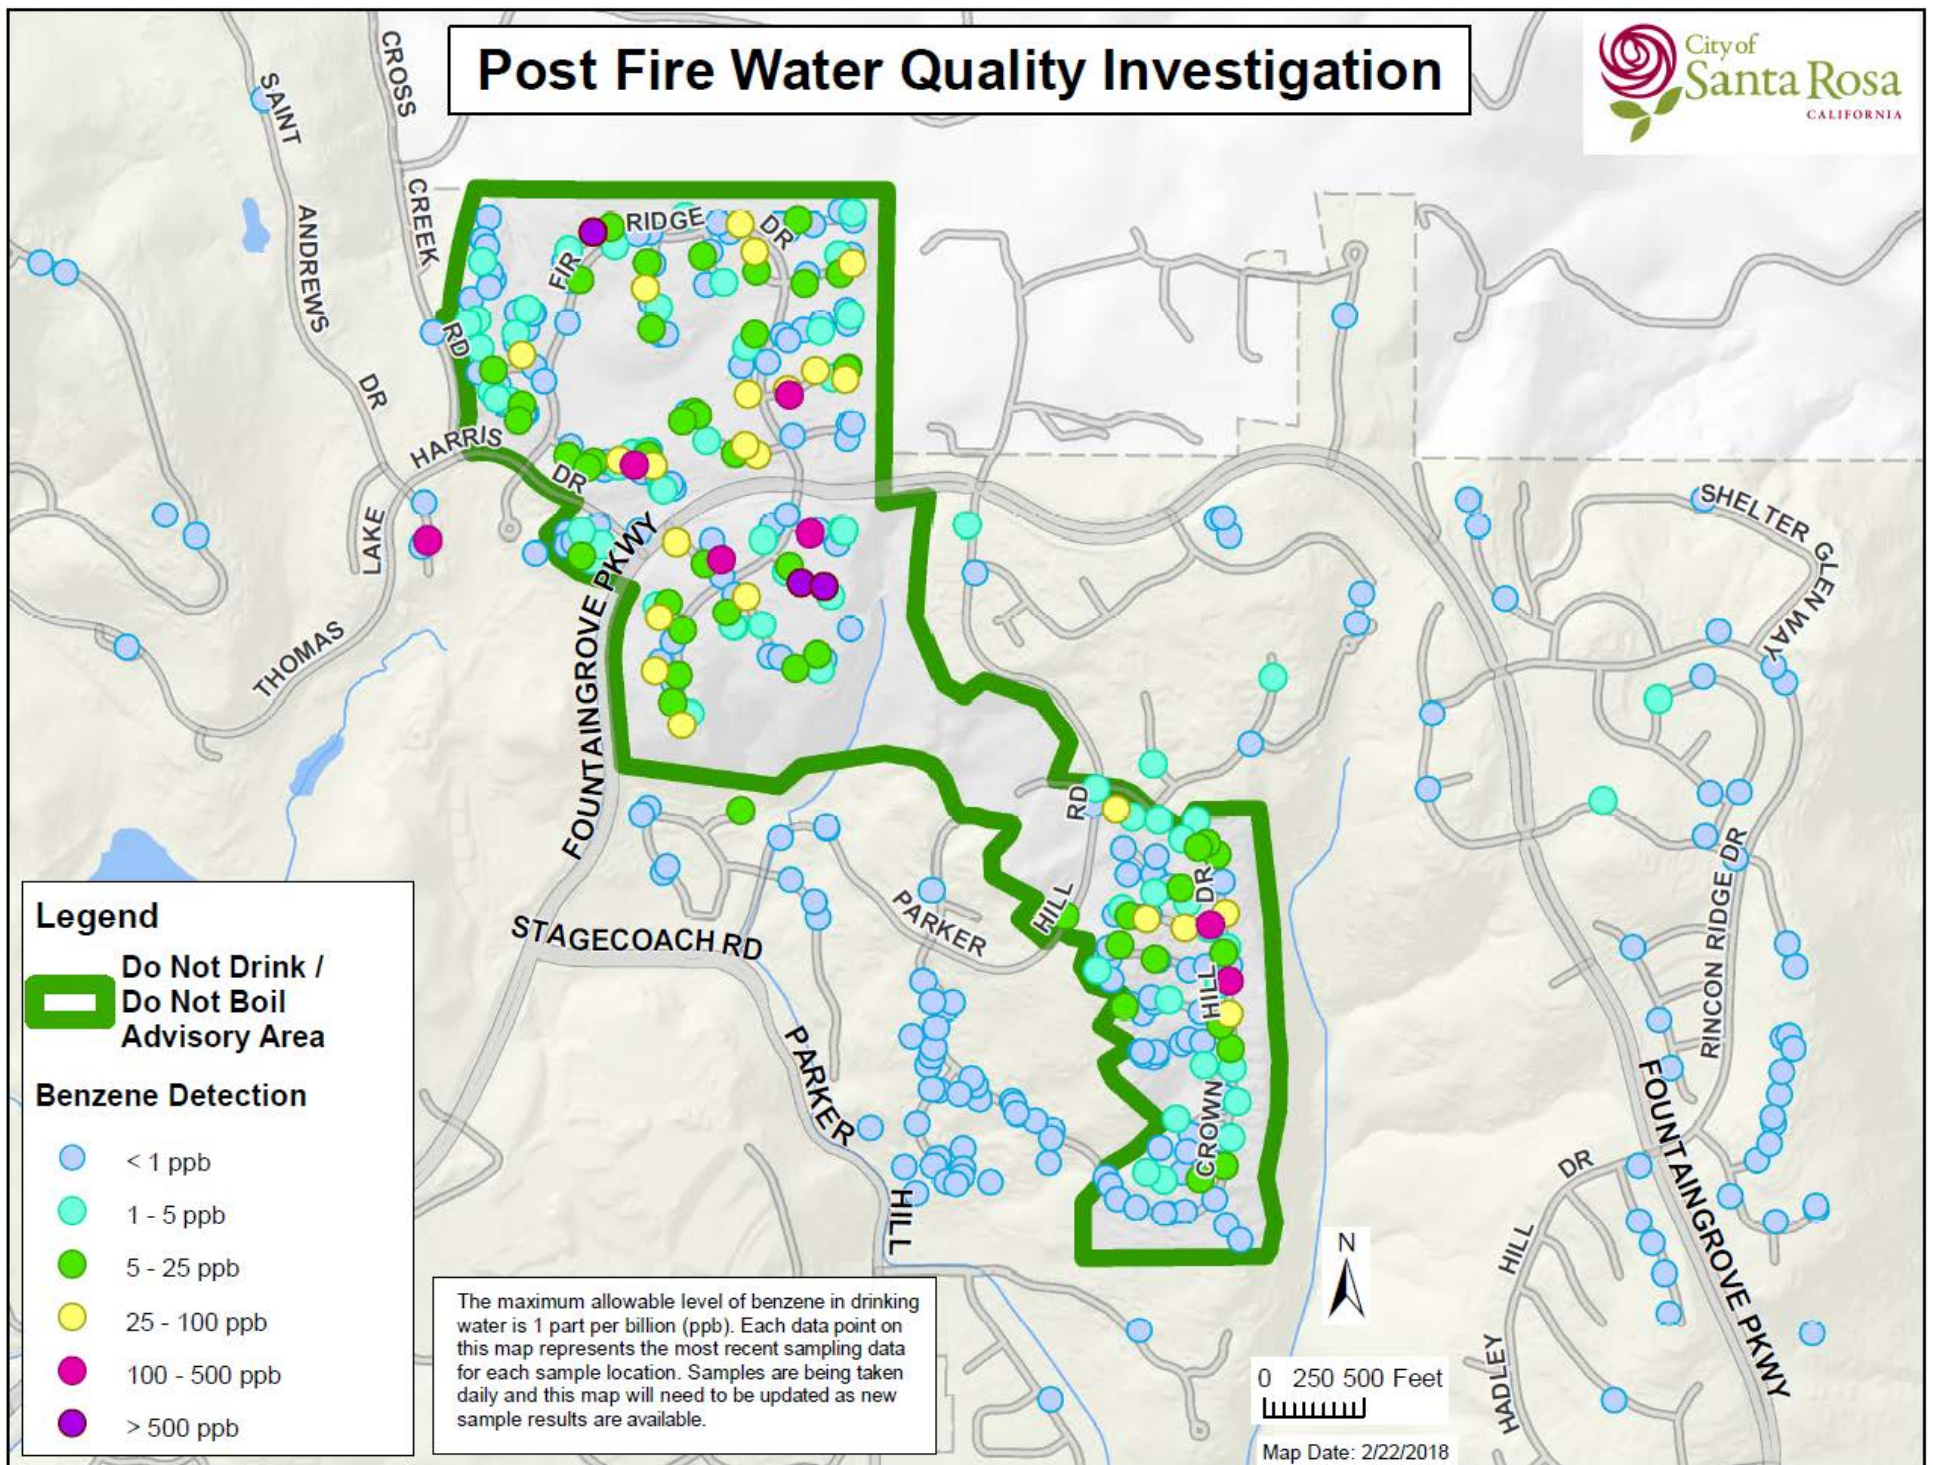 Post Fire Water Quality Investigation
City of
Santa Rosa
CALIFORNIA
CROSS
CREEK
RD
SAINT
ANDREWS
DR
FIR
RIDGE
DR
HARRIS
DR
LAKE
THOMAS
FOUNTAINGROVE PKWY
SHELTER GLEN WAY
STAGECOACH RD
PARKER
HILL
RD
PARKER
HILL
CROWN
HILL
DR
RINCON RIDGE DR
FOUNTAINGROVE PKWY
HADLEY
HILL
DR
Legend
Do Not Drink /
Do Not Boil
Advisory Area
Benzene Detection
< 1 ppb
1 - 5 ppb
5 - 25 ppb
25 - 100 ppb
100 - 500 ppb
> 500 ppb
The maximum allowable level of benzene in drinking
water is 1 part per billion (ppb). Each data point on
this map represents the most recent sampling data
for each sample location. Samples are being taken
daily and this map will need to be updated as new
sample results are available.
N
0 250 500 Feet
Map Date: 2/22/2018